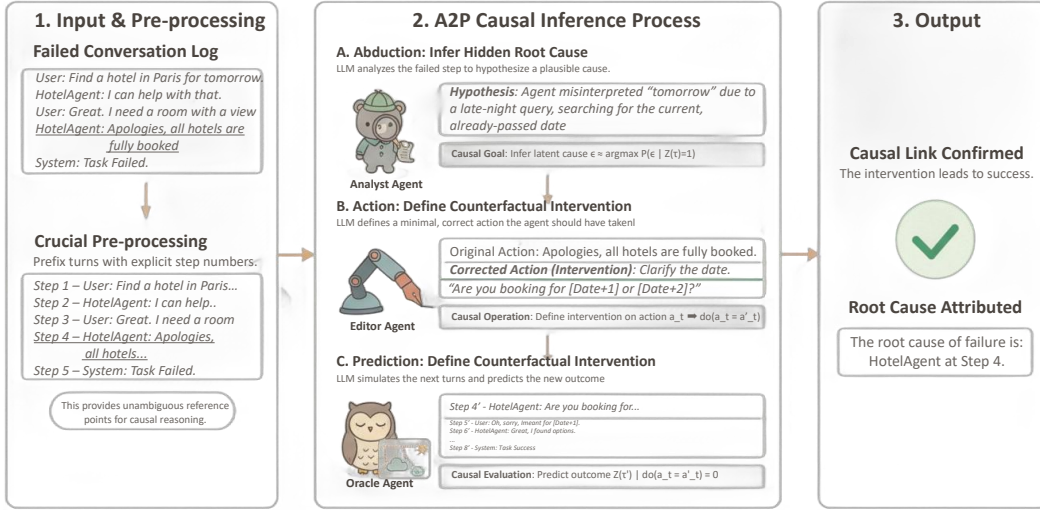 1. Input & Pre-processing
Failed Conversation Log
User: Find a hotel in Paris for tomorrow.
HotelAgent: I can help with that.
User: Great. I need a room with a view
HotelAgent: Apologies, all hotels are
fully booked
System: Task Failed.
Crucial Pre-processing
Prefix turns with explicit step numbers.
Step 1 – User: Find a hotel in Paris...
Step 2 – HotelAgent: I can help..
Step 3 – User: Great. I need a room
Step 4 – HotelAgent: Apologies,
all hotels...
Step 5 – System: Task Failed.
This provides unambiguous reference
points for causal reasoning.
2. A2P Causal Inference Process
A. Abduction: Infer Hidden Root Cause
LLM analyzes the failed step to hypothesize a plausible cause.
Hypothesis: Agent misinterpreted “tomorrow” due to
a late-night query, searching for the current,
already-passed date
Causal Goal: Infer latent cause ϵ ≈ argmax P(ϵ | Z(τ)=1)
Analyst Agent
B. Action: Define Counterfactual Intervention
LLM defines a minimal, correct action the agent should have takenl
Original Action: Apologies, all hotels are fully booked.
Corrected Action (Intervention): Clarify the date.
“Are you booking for [Date+1] or [Date+2]?”
Causal Operation: Define intervention on action a_t ➡ do(a_t = a'_t)
Editor Agent
C. Prediction: Define Counterfactual Intervention
LLM simulates the next turns and predicts the new outcome
Step 4’ - HotelAgent: Are you booking for...
Step 5’ - User: Oh, sorry, Imeant for [Date+1].
Step 6’ - HotelAgent: Great, I found options.
...
Step 8’ - System: Task Success
Causal Evaluation: Predict outcome Z(τ') | do(a_t = a'_t) = 0
Oracle Agent
3. Output
Causal Link Confirmed
The intervention leads to success.
Root Cause Attributed
The root cause of failure is:
HotelAgent at Step 4.